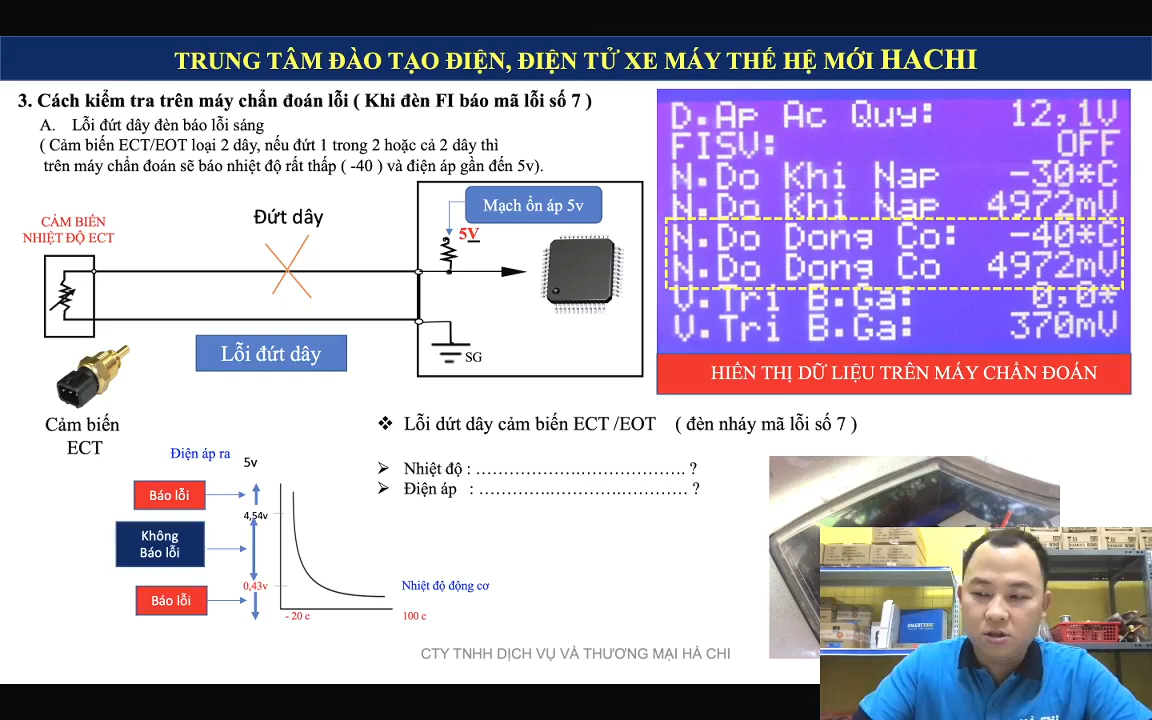 TRUNG TÂM ĐÀO TẠO ĐIỆN, ĐIỆN TỬ XE MÁY THẾ HỆ MỚI HACHI
3. Cách kiểm tra trên máy chẩn đoán lỗi ( Khi đèn FI báo mã lỗi số 7 )
A. Lỗi đứt dây đèn báo lỗi sáng
( Cảm biến ECT/EOT loại 2 dây, nếu đứt 1 trong 2 hoặc cả 2 dây thì
trên máy chẩn đoán sẽ báo nhiệt độ rất thấp ( -40 ) và điện áp gần đến 5v).
CẢM BIẾN
NHIỆT ĐỘ ECT
Đứt dây
Mạch ổn áp 5v
5V
Lỗi đứt dây
SG
Cảm biến
ECT
D.Ap Ac Quy: 12,1V
FISV: OFF
N.Do Khi Nap -30*C
N.Do Khi Nap 4972mV
N.Do Dong Co: -40*C
N.Do Dong Co 4972mV
V.Tri B.Ga: 0,0*
V.Tri B.Ga: 370mV
HIỂN THỊ DỮ LIỆU TRÊN MÁY CHẨN ĐOÁN
❖ Lỗi dứt dây cảm biến ECT /EOT ( đèn nháy mã lỗi số 7 )
➢ Nhiệt độ : ……………….………………. ?
➢ Điện áp : …………..………….………… ?
Điện áp ra
5v
Báo lỗi
4,54v
Không
Báo lỗi
0,43v
Báo lỗi
Nhiệt độ động cơ
- 20 c
100 c
CTY TNHH DỊCH VỤ VÀ THƯƠNG MẠI HÀ CHI